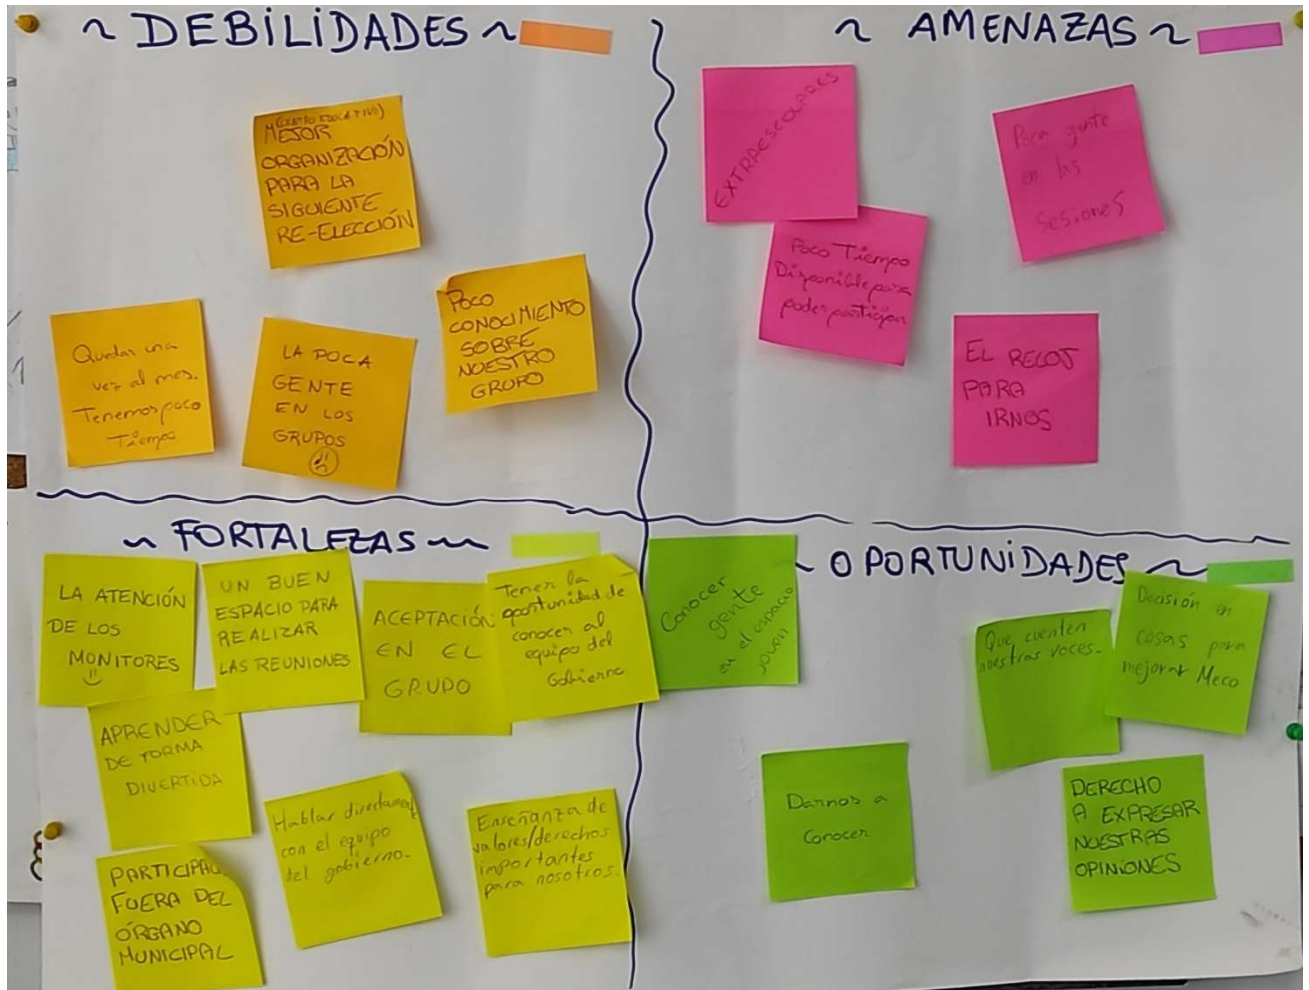 ~ DEBILIDADES ~
(CENTRO EDUCATIVO)
MEJOR
ORGANIZACIÓN
PARA LA
SIGUIENTE
RE-ELECCIÓN
Quedar una
vez al mes.
Tenemos poco
Tiempo
LA POCA
GENTE
EN LOS
GRUPOS
POCO
CONOCIMIENTO
SOBRE
NUESTRO
GRUPO
~ AMENAZAS ~
EXTRAESCOLARES
Poca gente
en las
sesiones
Poco Tiempo
Disponible para
poder participar
EL RELOJ
PARA
IRNOS
~ FORTALEZAS ~
LA ATENCIÓN
DE LOS
MONITORES
UN BUEN
ESPACIO PARA
REALIZAR
LAS REUNIONES
ACEPTACIÓN
EN EL
GRUPO
Tener la
oportunidad de
conocer al
equipo del
Gobierno
APRENDER
DE FORMA
DIVERTIDA
Hablar directamente
con el equipo
del gobierno.
Enseñanza de
valores/derechos
importantes
para nosotros.
PARTICIPAR
FUERA DEL
ÓRGANO
MUNICIPAL
~ OPORTUNIDADES ~
Conocer
gente
en el espacio
joven
Que cuenten
nuestras voces.
Decisión en
cosas para
mejorar Meco
Darnos a
conocer
DERECHO
A EXPRESAR
NUESTRAS
OPINIONES